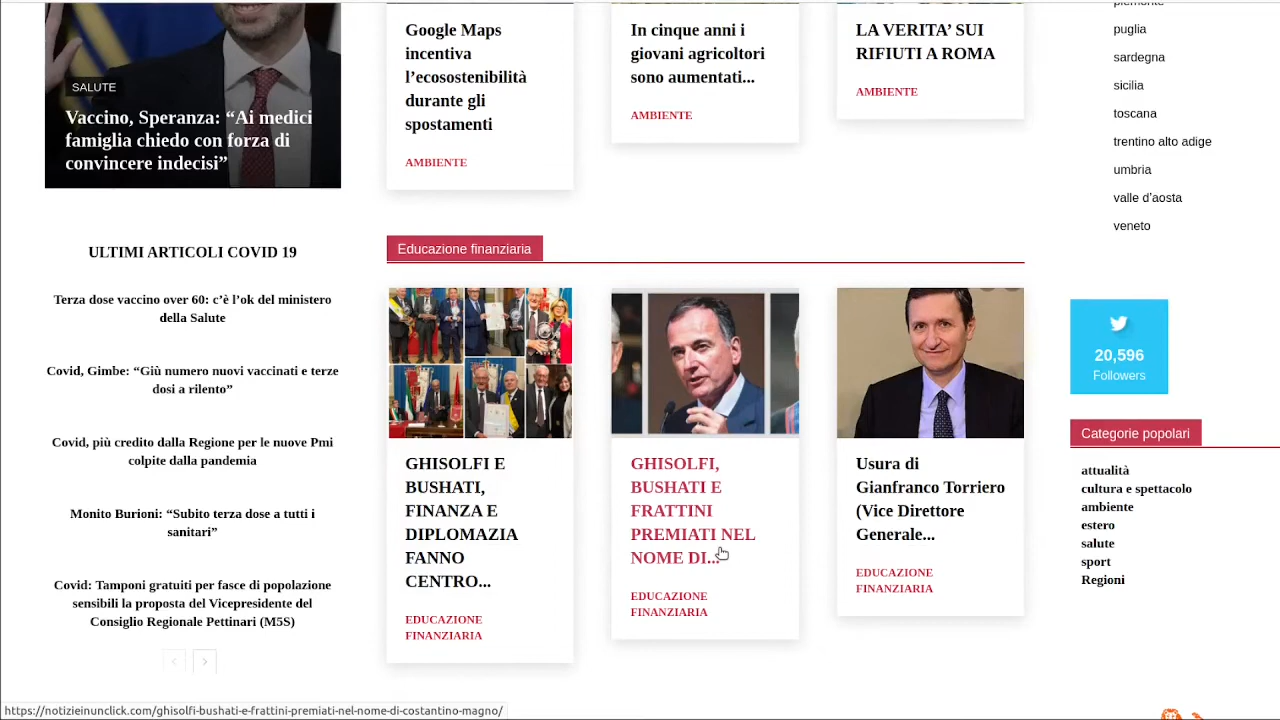 SALUTE
Vaccino, Speranza: “Ai medici
famiglia chiedo con forza di
convincere indecisi”
ULTIMI ARTICOLI COVID 19
Terza dose vaccino over 60: c’è l’ok del ministero
della Salute
Covid, Gimbe: “Giù numero nuovi vaccinati e terze
dosi a rilento”
Covid, più credito dalla Regione per le nuove Pmi
colpite dalla pandemia
Monito Burioni: “Subito terza dose a tutti i
sanitari”
Covid: Tamponi gratuiti per fasce di popolazione
sensibili la proposta del Vicepresidente del
Consiglio Regionale Pettinari (M5S)
Google Maps
incentiva
l’ecosostenibilità
durante gli
spostamenti
AMBIENTE
In cinque anni i
giovani agricoltori
sono aumentati...
AMBIENTE
LA VERITA’ SUI
RIFIUTI A ROMA
AMBIENTE
Educazione finanziaria
GHISOLFI E
BUSHATI,
FINANZA E
DIPLOMAZIA
FANNO
CENTRO...
EDUCAZIONE
FINANZIARIA
GHISOLFI,
BUSHATI E
FRATTINI
PREMIATI NEL
NOME DI...
EDUCAZIONE
FINANZIARIA
Usura di
Gianfranco Torriero
(Vice Direttore
Generale...
EDUCAZIONE
FINANZIARIA
piemonte
puglia
sardegna
sicilia
toscana
trentino alto adige
umbria
valle d’aosta
veneto
20,596
Followers
Categorie popolari
attualità
cultura e spettacolo
ambiente
estero
salute
sport
Regioni
https://notizieinunclick.com/ghisolfi-bushati-e-frattini-premiati-nel-nome-di-costantino-magno/